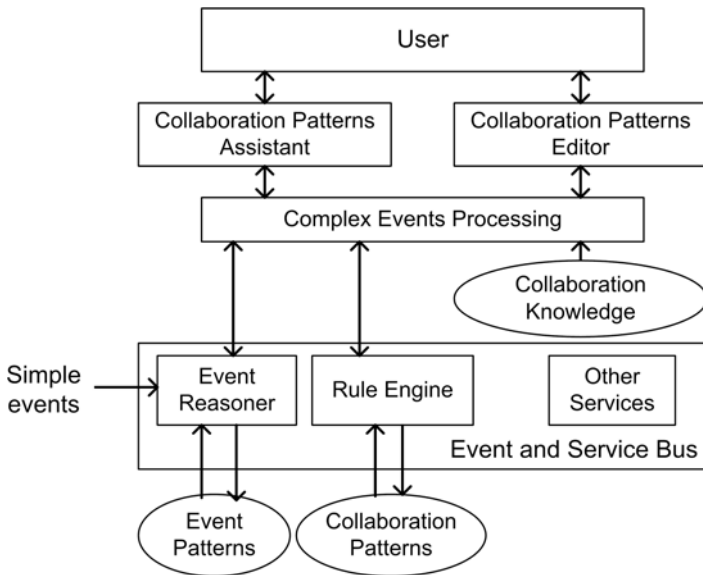 User
Collaboration Patterns
Assistant
Collaboration Patterns
Editor
Complex Events Processing
Collaboration
Knowledge
Simple
events
Event
Reasoner
Rule Engine
Other
Services
Event and Service Bus
Event
Patterns
Collaboration
Patterns